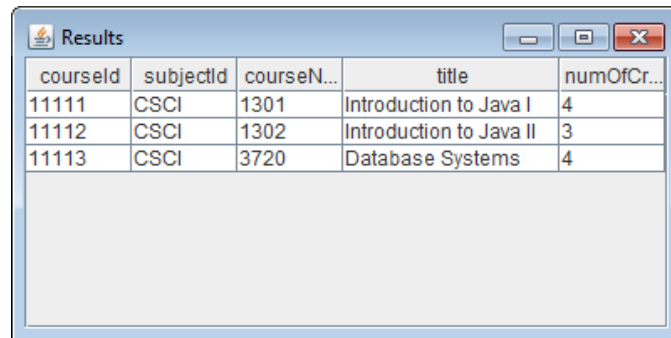 Results
courseId subjectId courseN... title numOfCr...
11111 CSCI 1301 Introduction to Java I 4
11112 CSCI 1302 Introduction to Java II 3
11113 CSCI 3720 Database Systems 4